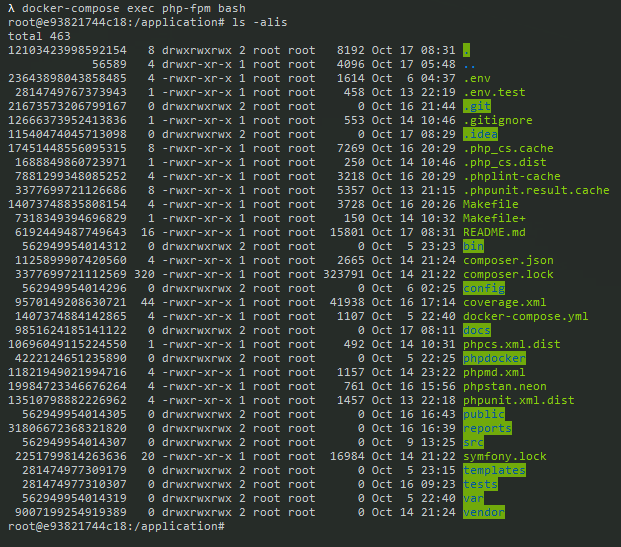 λ docker-compose exec php-fpm bash
root@e93821744c18:/application# ls -alis
total 463
12103423998592154 8 drwxrwxrwx 2 root root 8192 Oct 17 08:31 .
56589 4 drwxr-xr-x 1 root root 4096 Oct 17 05:48 ..
23643898043858485 4 -rwxr-xr-x 1 root root 1614 Oct 6 04:37 .env
2814749767373943 1 -rwxr-xr-x 1 root root 458 Oct 13 22:19 .env.test
21673573206799167 0 drwxrwxrwx 2 root root 0 Oct 16 21:44 .git
12666373952413836 1 -rwxr-xr-x 1 root root 553 Oct 14 10:46 .gitignore
11540474045713098 0 drwxrwxrwx 2 root root 0 Oct 17 08:29 .idea
17451448556095315 8 -rwxr-xr-x 1 root root 7269 Oct 16 20:29 .php_cs.cache
1688849860723971 1 -rwxr-xr-x 1 root root 250 Oct 14 10:46 .php_cs.dist
7881299348085252 4 -rwxr-xr-x 1 root root 3218 Oct 16 20:29 .phplint-cache
3377699721126686 8 -rwxr-xr-x 1 root root 5357 Oct 13 21:15 .phpunit.result.cache
14073748835808154 4 -rwxr-xr-x 1 root root 3728 Oct 16 20:26 Makefile
7318349394696829 1 -rwxr-xr-x 1 root root 150 Oct 14 10:32 Makefile+
6192449487749643 16 -rwxr-xr-x 1 root root 15801 Oct 17 08:31 README.md
562949954014312 0 drwxrwxrwx 2 root root 0 Oct 5 23:23 bin
1125899907420560 4 -rwxr-xr-x 1 root root 2665 Oct 14 21:24 composer.json
3377699721112569 320 -rwxr-xr-x 1 root root 323791 Oct 14 21:22 composer.lock
562949954014296 0 drwxrwxrwx 2 root root 0 Oct 6 02:25 config
9570149208630721 44 -rwxr-xr-x 1 root root 41938 Oct 16 17:14 coverage.xml
1407374884142865 4 -rwxr-xr-x 1 root root 1107 Oct 5 22:40 docker-compose.yml
9851624185141122 0 drwxrwxrwx 2 root root 0 Oct 17 08:11 docs
10696049115224550 1 -rwxr-xr-x 1 root root 492 Oct 14 10:31 phpcs.xml.dist
4222124651235890 0 drwxrwxrwx 2 root root 0 Oct 5 22:25 phpdocker
11821949021994716 4 -rwxr-xr-x 1 root root 1157 Oct 14 23:22 phpmd.xml
19984723346676264 4 -rwxr-xr-x 1 root root 761 Oct 16 15:56 phpstan.neon
13510798882226962 4 -rwxr-xr-x 1 root root 1457 Oct 13 22:18 phpunit.xml.dist
562949954014305 0 drwxrwxrwx 2 root root 0 Oct 16 16:43 public
31806672368321820 0 drwxrwxrwx 2 root root 0 Oct 16 16:39 reports
562949954014307 0 drwxrwxrwx 2 root root 0 Oct 9 13:25 src
2251799814263636 20 -rwxr-xr-x 1 root root 16984 Oct 14 21:22 symfony.lock
281474977309179 0 drwxrwxrwx 2 root root 0 Oct 5 23:15 templates
281474977310307 0 drwxrwxrwx 2 root root 0 Oct 16 09:23 tests
562949954014319 0 drwxrwxrwx 2 root root 0 Oct 5 22:40 var
9007199254919389 0 drwxrwxrwx 2 root root 0 Oct 14 21:24 vendor
root@e93821744c18:/application#